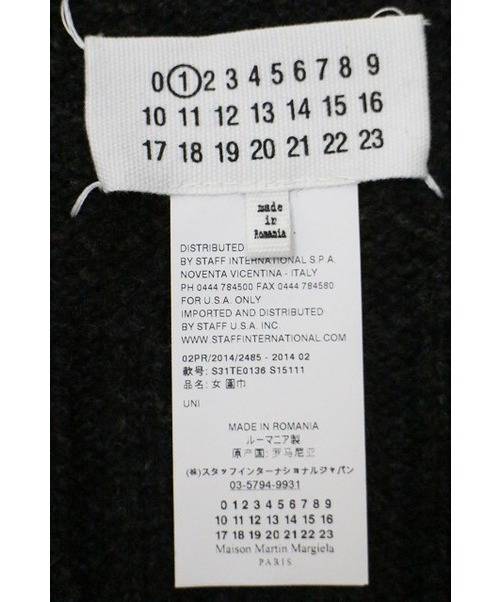 0 1 2 3 4 5 6 7 8 9
10 11 12 13 14 15 16
17 18 19 20 21 22 23
made
in
Romania
DISTRIBUTED
BY STAFF INTERNATIONAL S.P.A.
NOVENTA VICENTINA - ITALY
PH 0444 784500 FAX 0444 784580
FOR U.S.A. ONLY
IMPORTED AND DISTRIBUTED
BY STAFF U.S.A. INC.
WWW.STAFFINTERNATIONAL.COM
02PR/2014/2485 - 2014 02
款号: S31TE0136 S15111
品名: 女 圍巾
UNI
MADE IN ROMANIA
ルーマニア製
原产国: 罗马尼亚
(株)スタッフインターナショナルジャパン
03-5794-9931
0 1 2 3 4 5 6 7 8 9
10 11 12 13 14 15 16
17 18 19 20 21 22 23
Maison Martin Margiela
PARIS